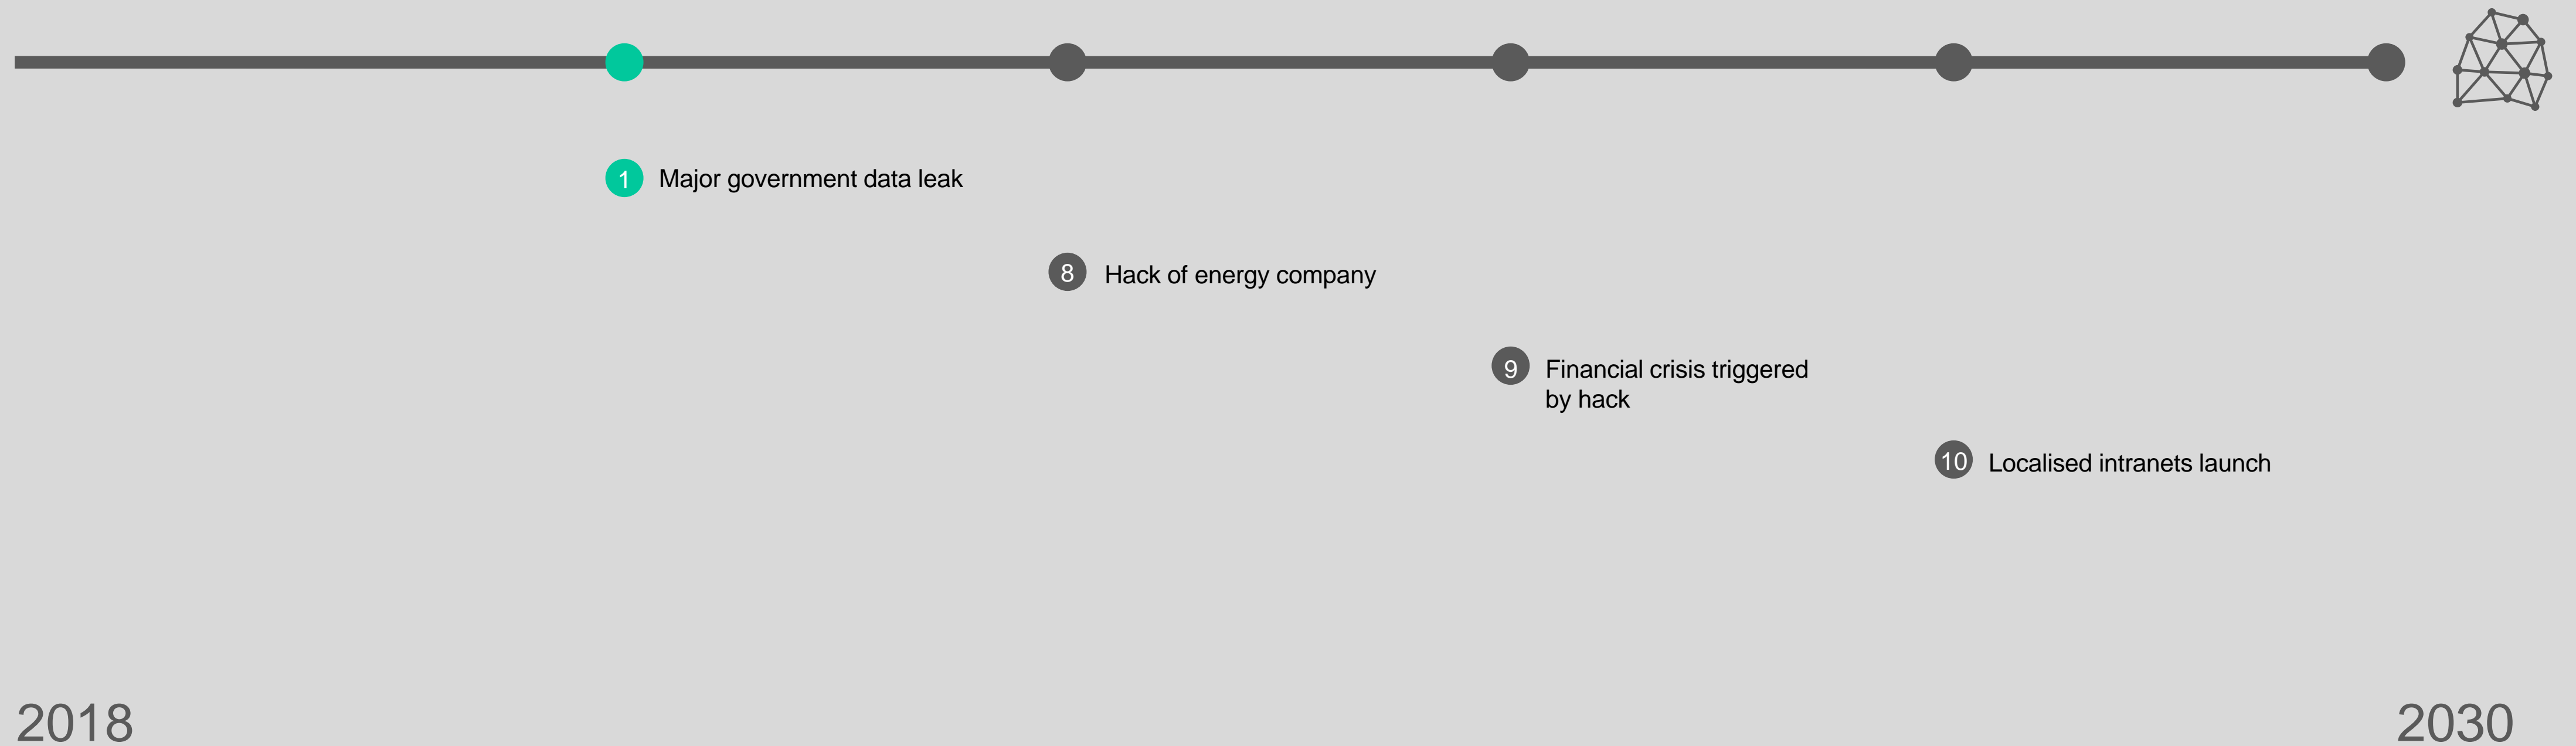 1 Major government data leak
8 Hack of energy company
9 Financial crisis triggered
by hack
10 Localised intranets launch
2018 2030